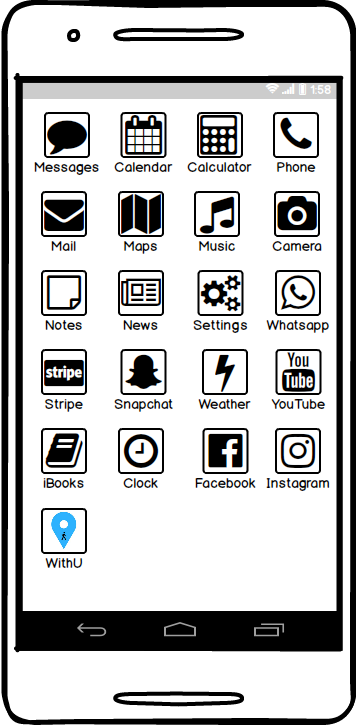 1:58
Messages Calendar Calculator Phone
Mail Maps Music Camera
Notes News Settings Whatsapp
stripe You Tube
Stripe Snapchat Weather YouTube
iBooks Clock Facebook Instagram
WithU